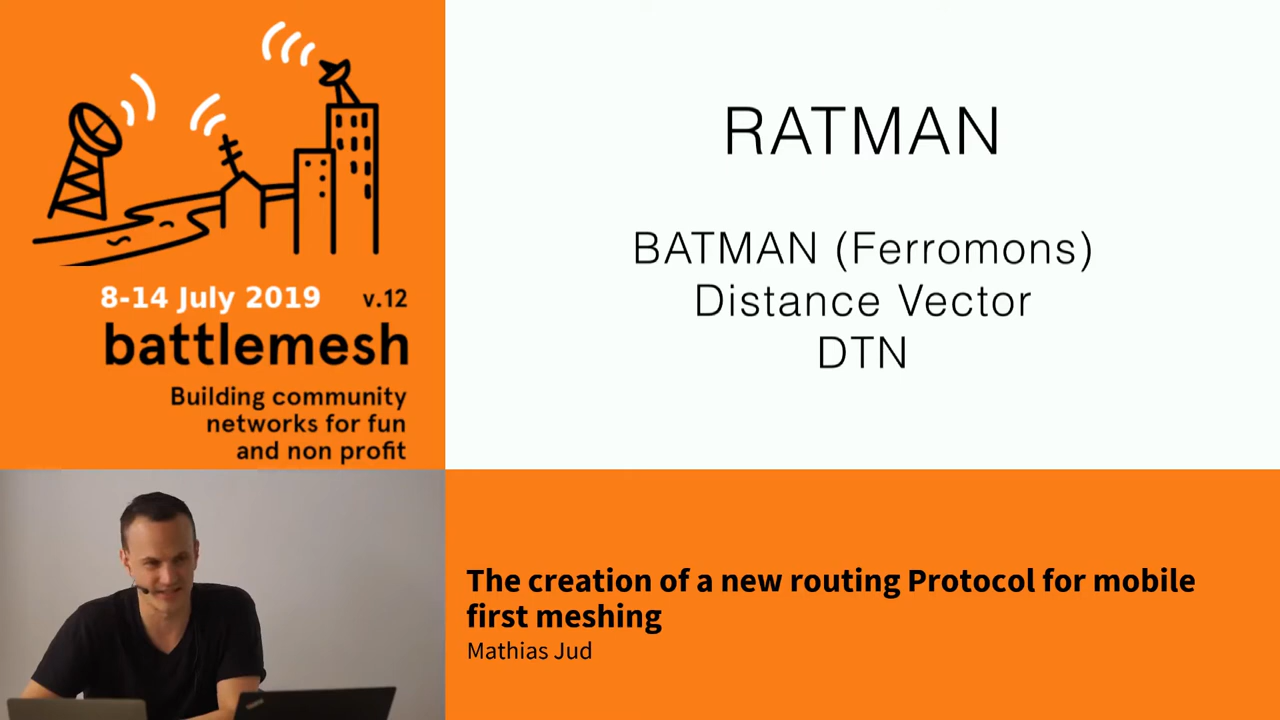 8-14 July 2019 v.12
battlemesh
Building community
networks for fun
and non profit
RATMAN
BATMAN (Ferromons)
Distance Vector
DTN
The creation of a new routing Protocol for mobile
first meshing
Mathias Jud